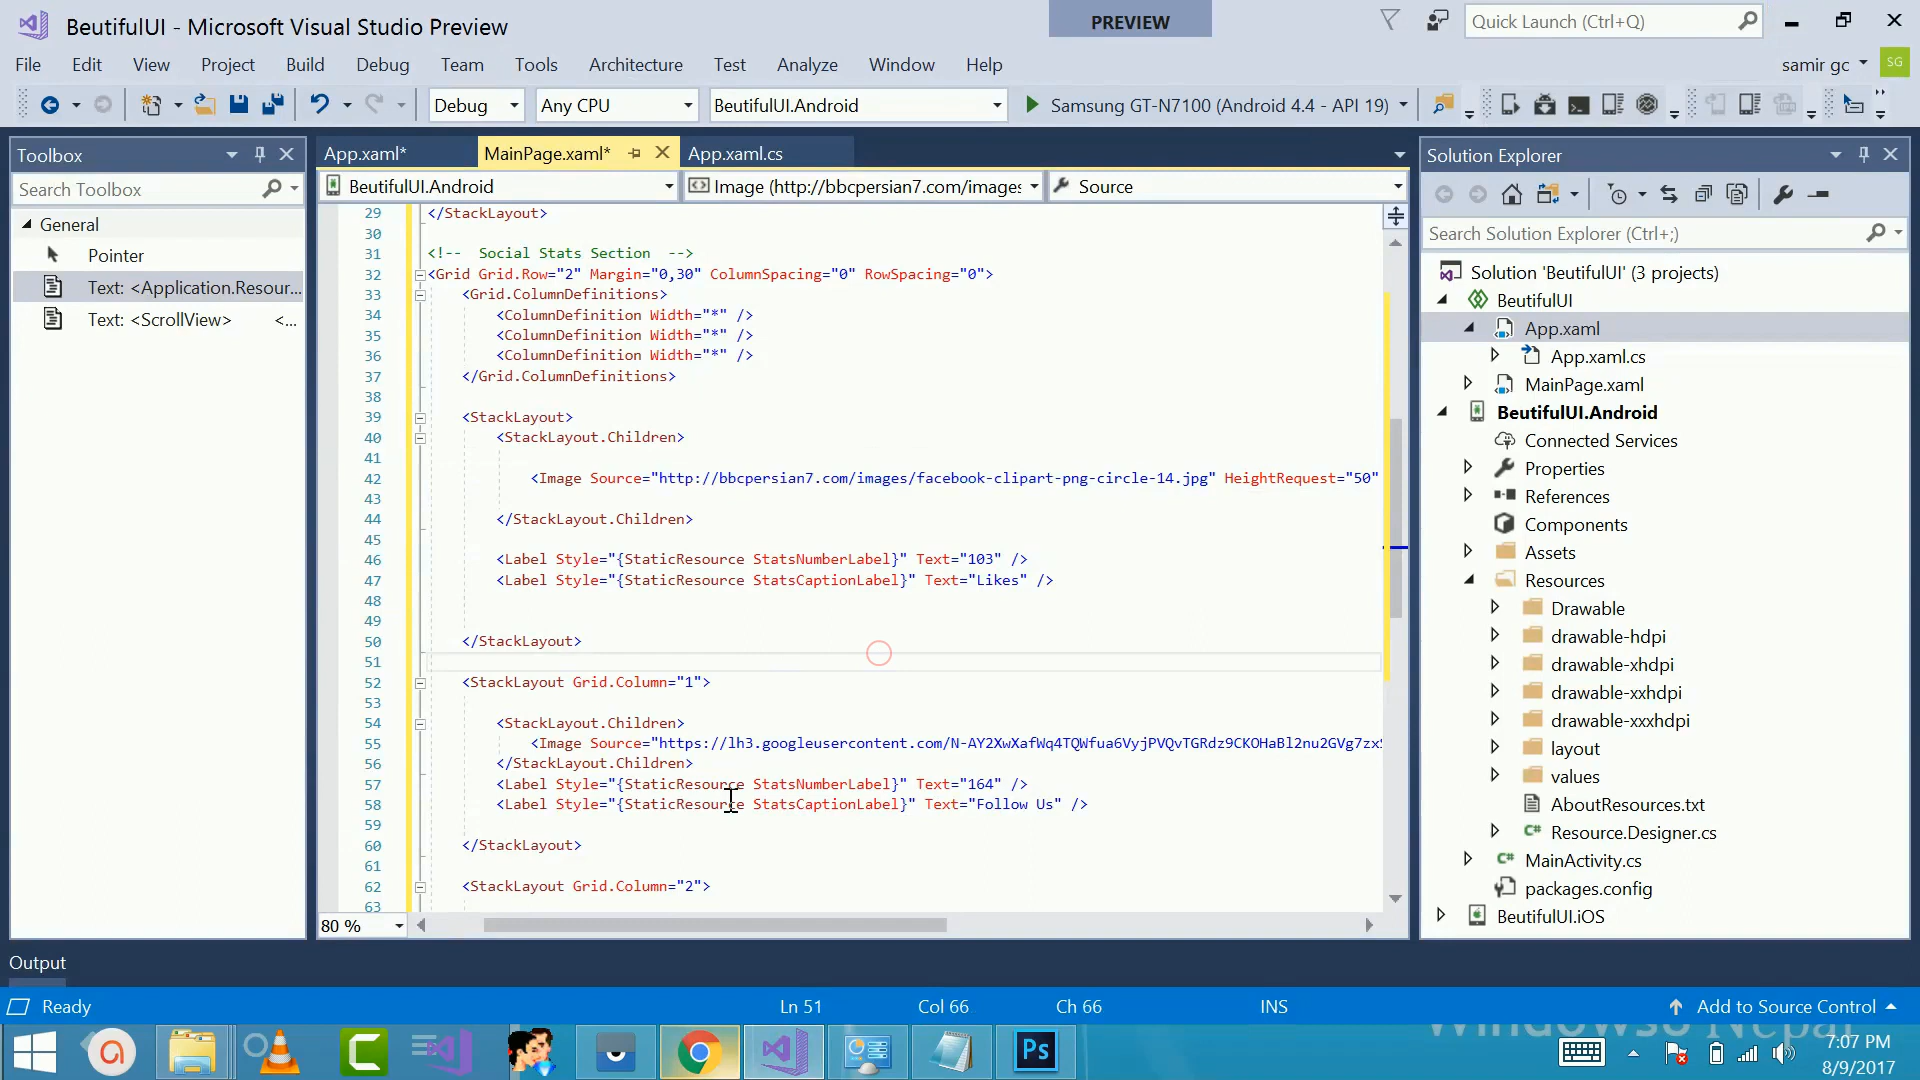 BeutifulUI - Microsoft Visual Studio Preview
PREVIEW
Quick Launch (Ctrl+Q)
File Edit View Project Build Debug Team Tools Architecture Test Analyze Window Help
samir gc
SG
Debug
Any CPU
BeutifulUI.Android
Samsung GT-N7100 (Android 4.4 - API 19)
Toolbox
Search Toolbox
General
Pointer
Text: <Application.Resour...
Text: <ScrollView> <...
App.xaml*
MainPage.xaml*
App.xaml.cs
BeutifulUI.Android
Image (http://bbcpersian7.com/images
Source
29 </StackLayout>
30
31 <!-- Social Stats Section -->
32 <Grid Grid.Row="2" Margin="0,30" ColumnSpacing="0" RowSpacing="0">
33 <Grid.ColumnDefinitions>
34 <ColumnDefinition Width="*" />
35 <ColumnDefinition Width="*" />
36 <ColumnDefinition Width="*" />
37 </Grid.ColumnDefinitions>
38
39 <StackLayout>
40 <StackLayout.Children>
41
42 <Image Source="http://bbcpersian7.com/images/facebook-clipart-png-circle-14.jpg" HeightRequest="50"
43
44 </StackLayout.Children>
45
46 <Label Style="{StaticResource StatsNumberLabel}" Text="103" />
47 <Label Style="{StaticResource StatsCaptionLabel}" Text="Likes" />
48
49
50 </StackLayout>
51
52 <StackLayout Grid.Column="1">
53
54 <StackLayout.Children>
55 <Image Source="https://lh3.googleusercontent.com/N-AY2XwXafWq4TQWfua6VyjPVQvTGRdz9CKOHaBl2nu2GVg7zxS
56 </StackLayout.Children>
57 <Label Style="{StaticResource StatsNumberLabel}" Text="164" />
58 <Label Style="{StaticResource StatsCaptionLabel}" Text="Follow Us" />
59
60 </StackLayout>
61
62 <StackLayout Grid.Column="2">
63
80 %
Solution Explorer
Search Solution Explorer (Ctrl+;)
Solution 'BeutifulUI' (3 projects)
BeutifulUI
App.xaml
App.xaml.cs
MainPage.xaml
BeutifulUI.Android
Connected Services
Properties
References
Components
Assets
Resources
Drawable
drawable-hdpi
drawable-xhdpi
drawable-xxhdpi
drawable-xxxhdpi
layout
values
AboutResources.txt
Resource.Designer.cs
MainActivity.cs
packages.config
BeutifulUI.iOS
Output
Ready
Ln 51
Col 66
Ch 66
INS
Add to Source Control
Ps
7:07 PM
8/9/2017